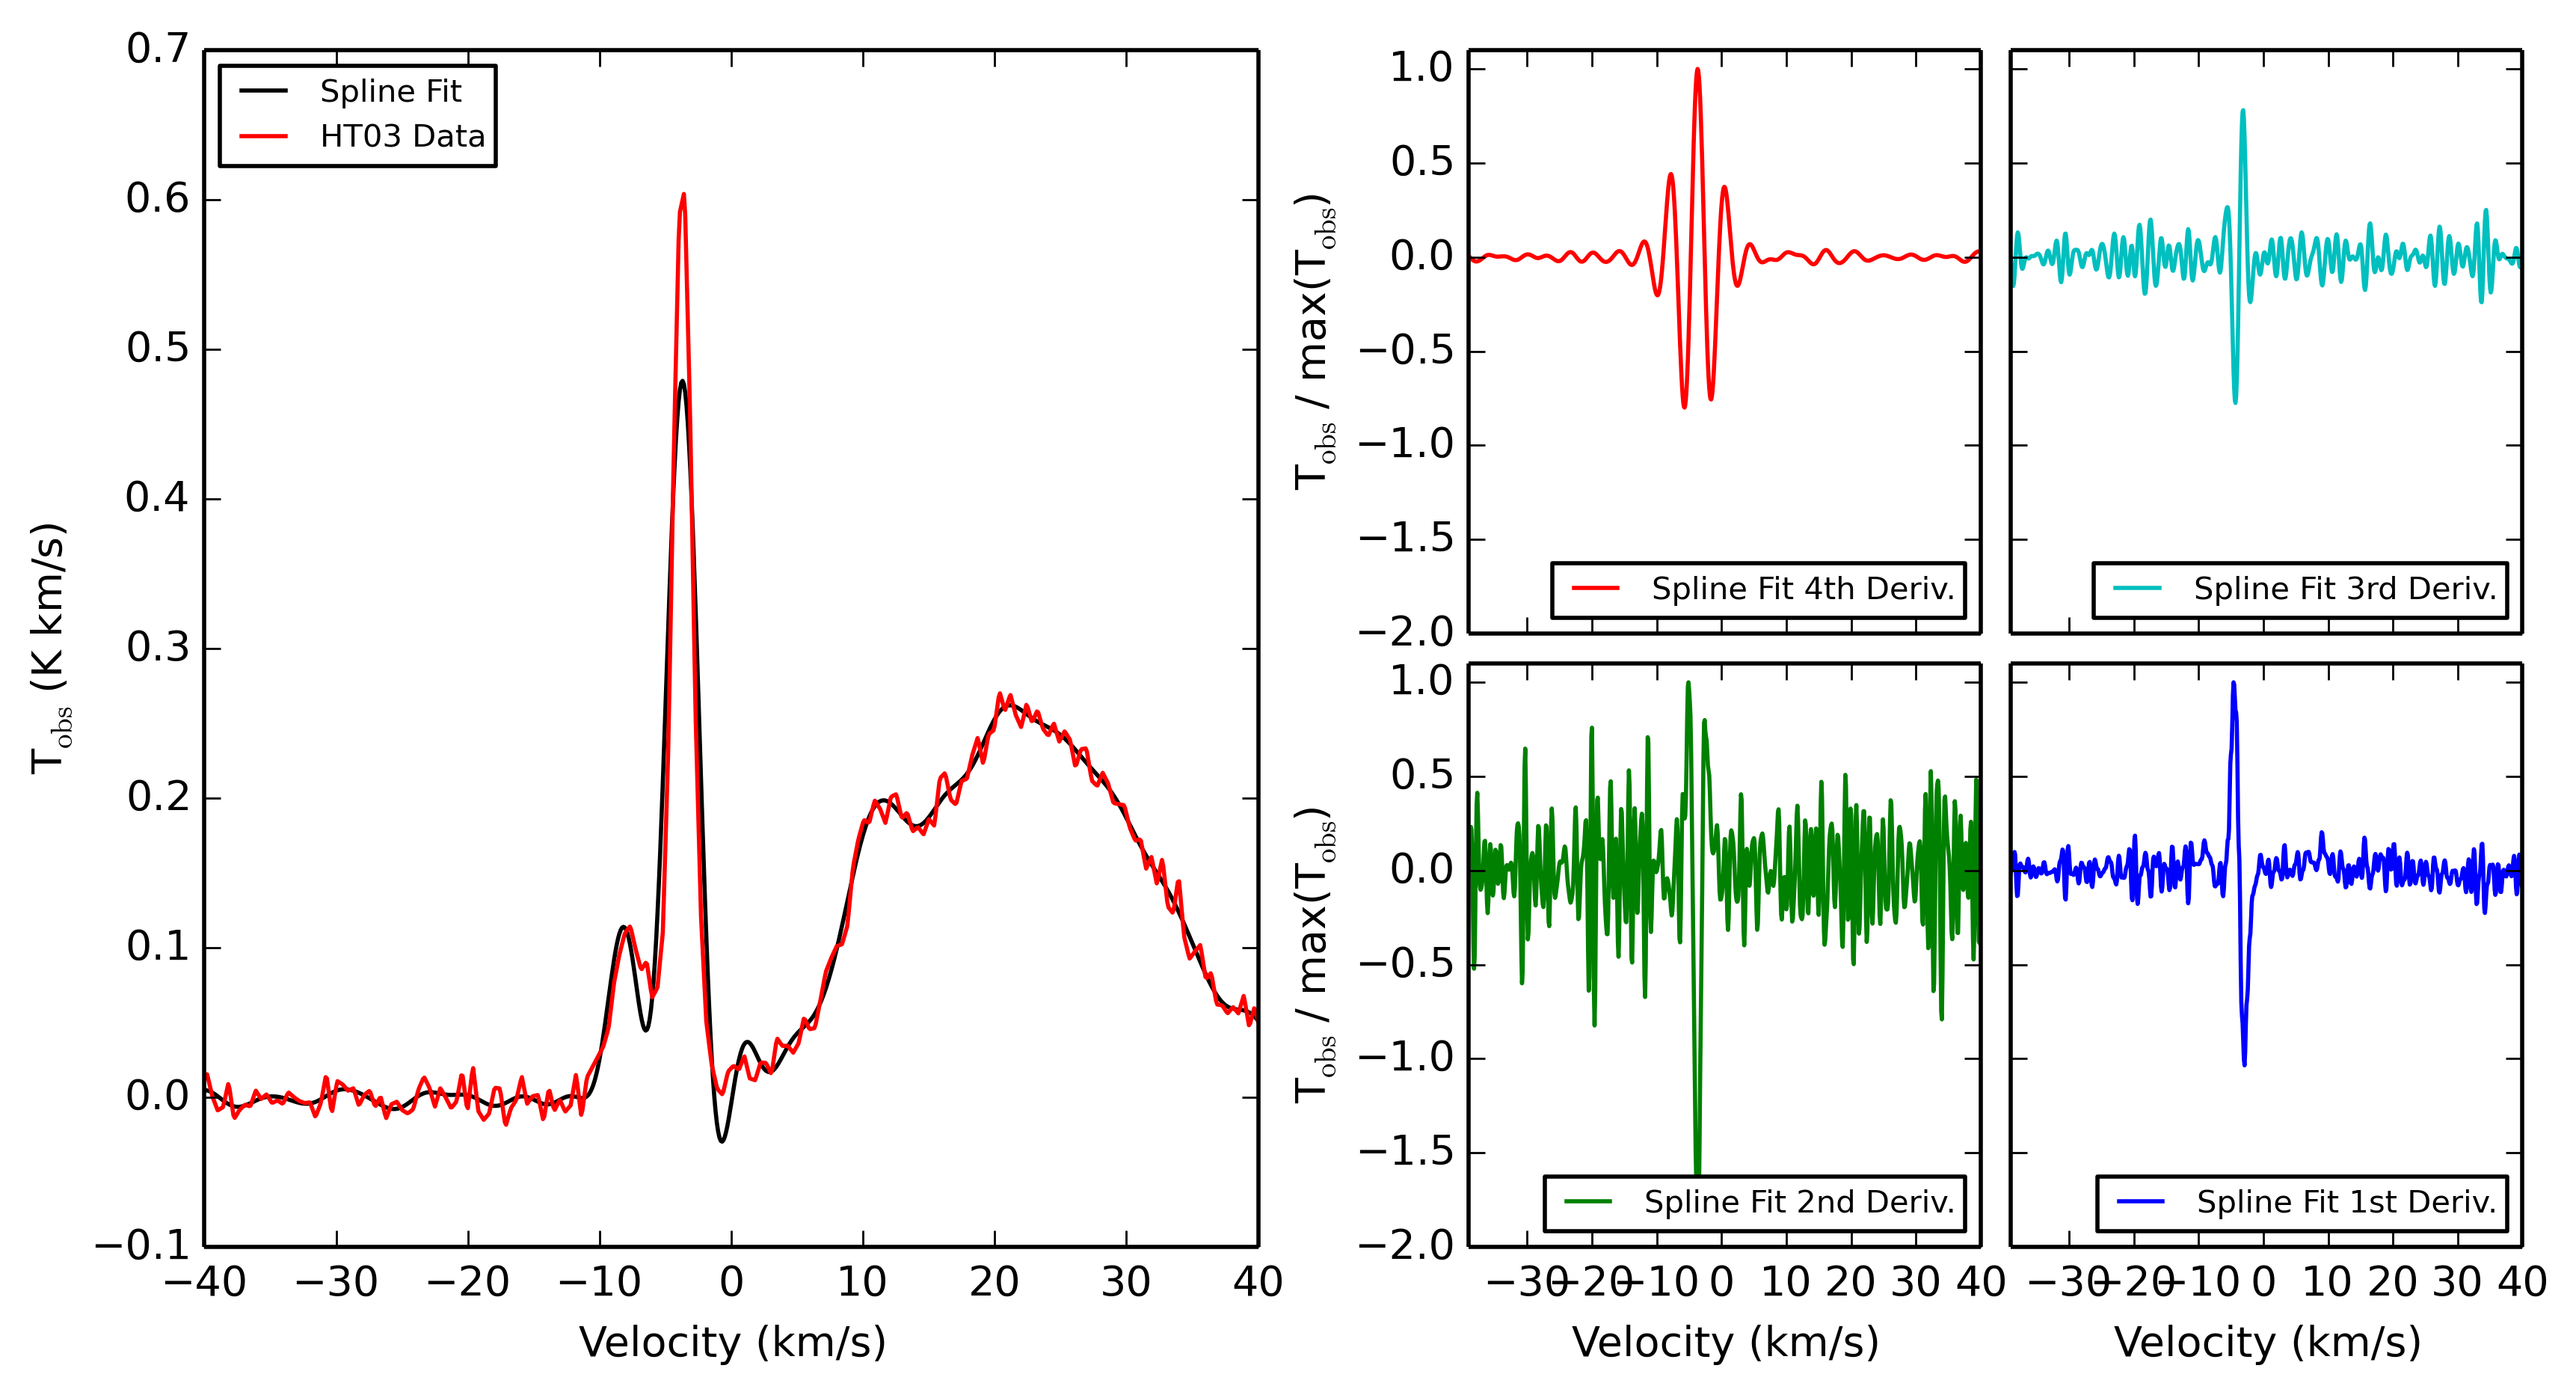 0.7
0.6
0.5
0.4
0.3
0.2
0.1
0.0
−0.1
−40 −30 −20 −10 0 10 20 30 40
Velocity (km/s)
T_obs (K km/s)
Spline Fit
HT03 Data
1.0
0.5
0.0
−0.5
−1.0
−1.5
−2.0
T_obs / max(T_obs)
Spline Fit 4th Deriv.
Spline Fit 3rd Deriv.
1.0
0.5
0.0
−0.5
−1.0
−1.5
−2.0
T_obs / max(T_obs)
Spline Fit 2nd Deriv.
−30 −20 −10 0 10 20 30 40
Velocity (km/s)
Spline Fit 1st Deriv.
−30 −20 −10 0 10 20 30 40
Velocity (km/s)